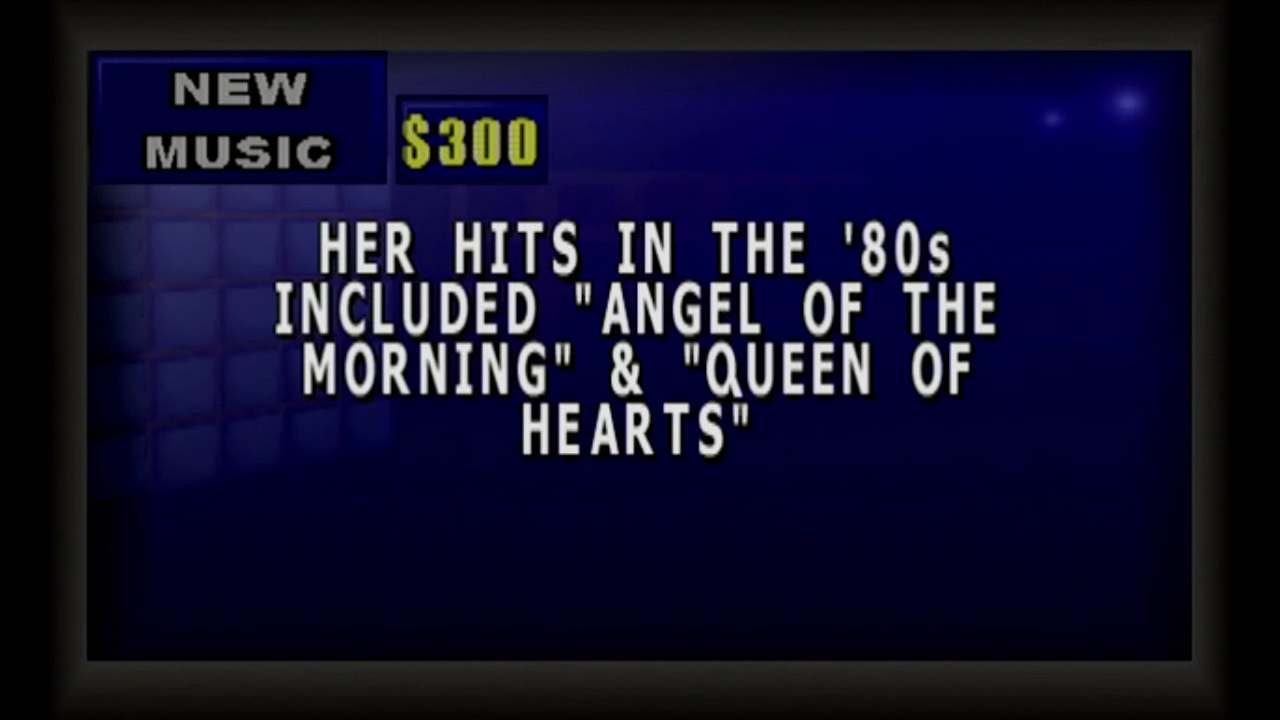 NEW
MUSIC
$300
HER HITS IN THE '80s
INCLUDED "ANGEL OF THE
MORNING" & "QUEEN OF
HEARTS"